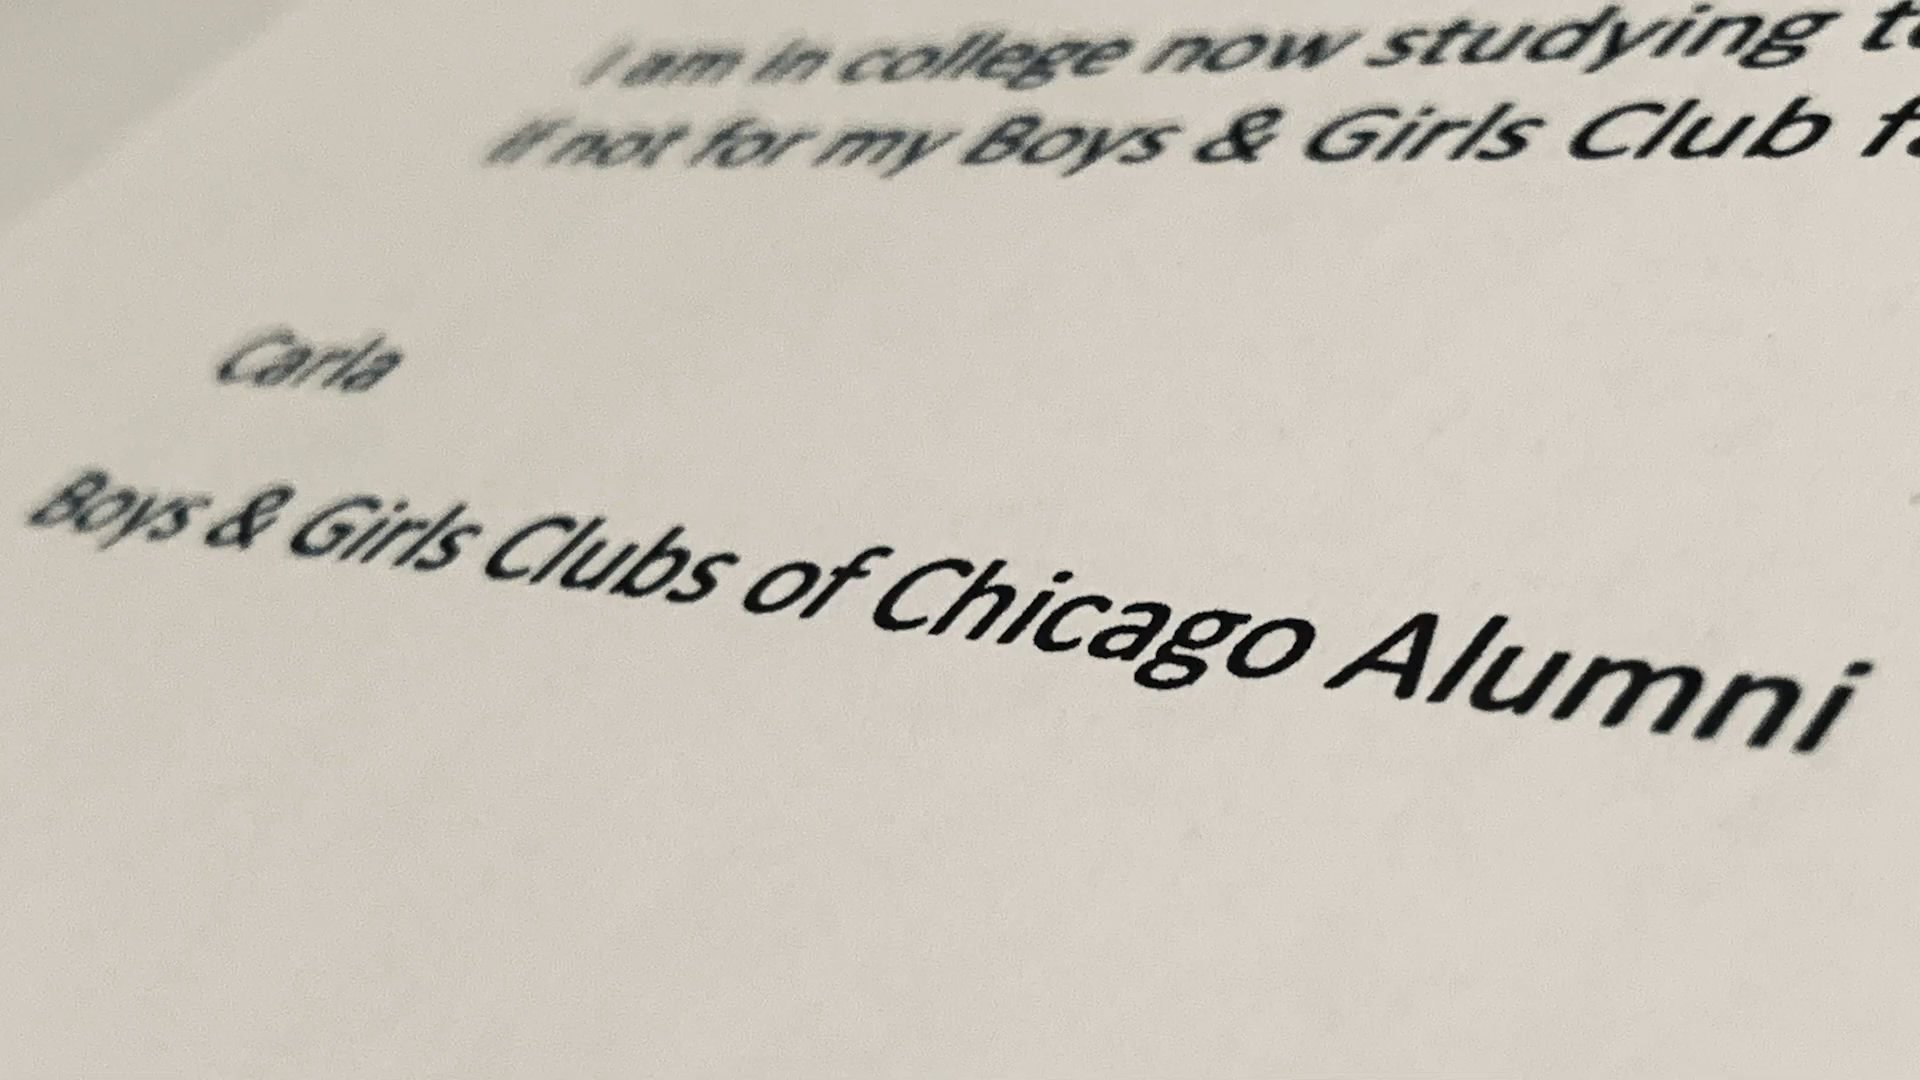 I am in college now studying
If not for my Boys & Girls Club
Carla
Boys & Girls Clubs of Chicago Alumni